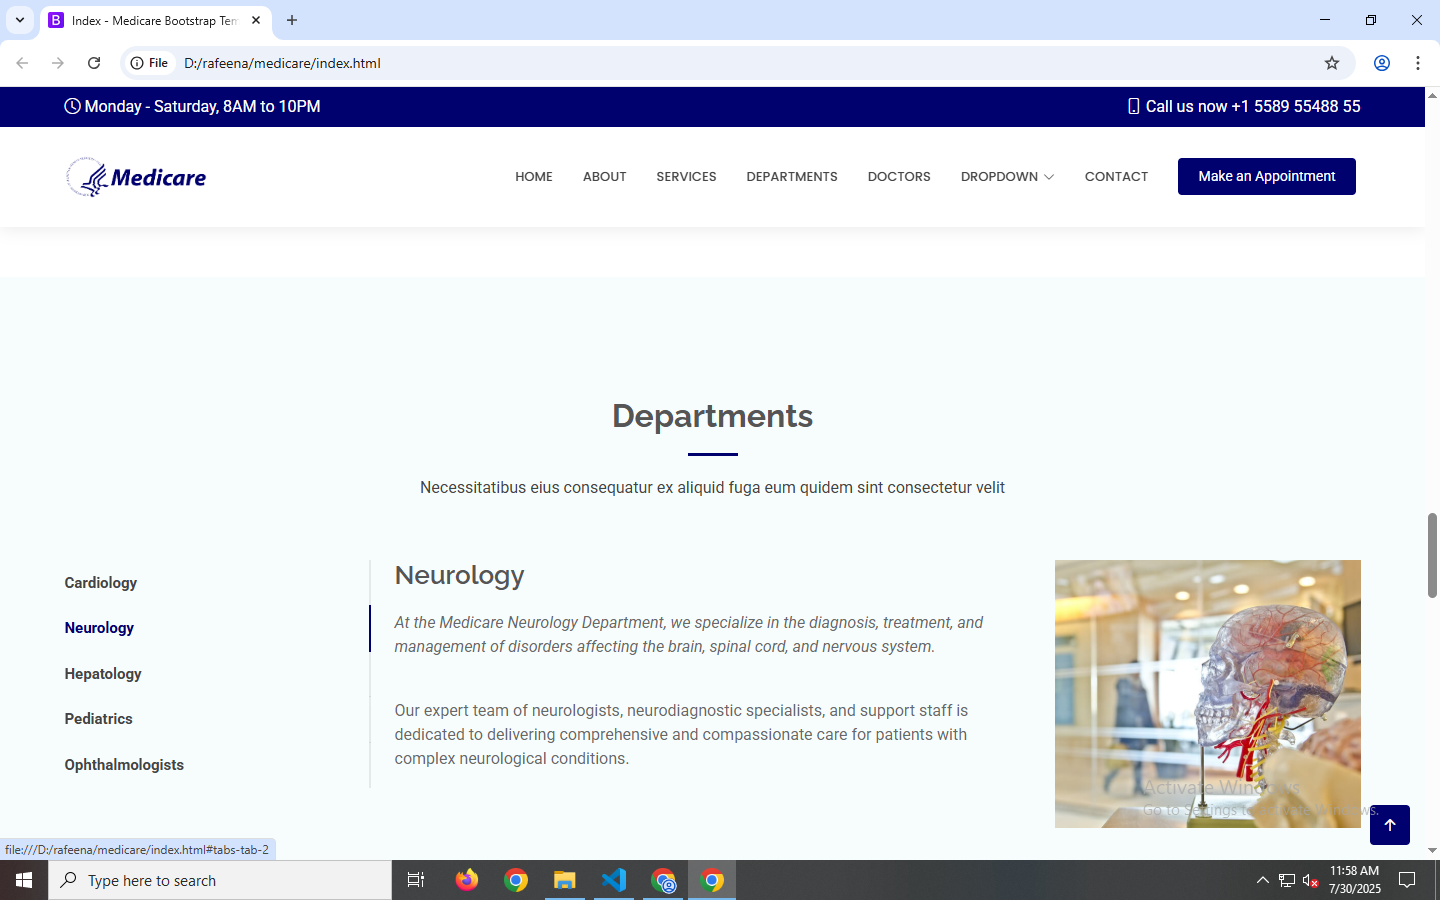 Index - Medicare Bootstrap Tem
File
D:/rafeena/medicare/index.html
Monday - Saturday, 8AM to 10PM
Call us now +1 5589 55488 55
Medicare
HOME ABOUT SERVICES DEPARTMENTS DOCTORS DROPDOWN CONTACT Make an Appointment
Departments
Necessitatibus eius consequatur ex aliquid fuga eum quidem sint consectetur velit
Cardiology
Neurology
Hepatology
Pediatrics
Ophthalmologists
Neurology
At the Medicare Neurology Department, we specialize in the diagnosis, treatment, and
management of disorders affecting the brain, spinal cord, and nervous system.
Our expert team of neurologists, neurodiagnostic specialists, and support staff is
dedicated to delivering comprehensive and compassionate care for patients with
complex neurological conditions.
Activate Windows
Go to Settings to activate Windows.
file:///D:/rafeena/medicare/index.html#tabs-tab-2
Type here to search
11:58 AM
7/30/2025